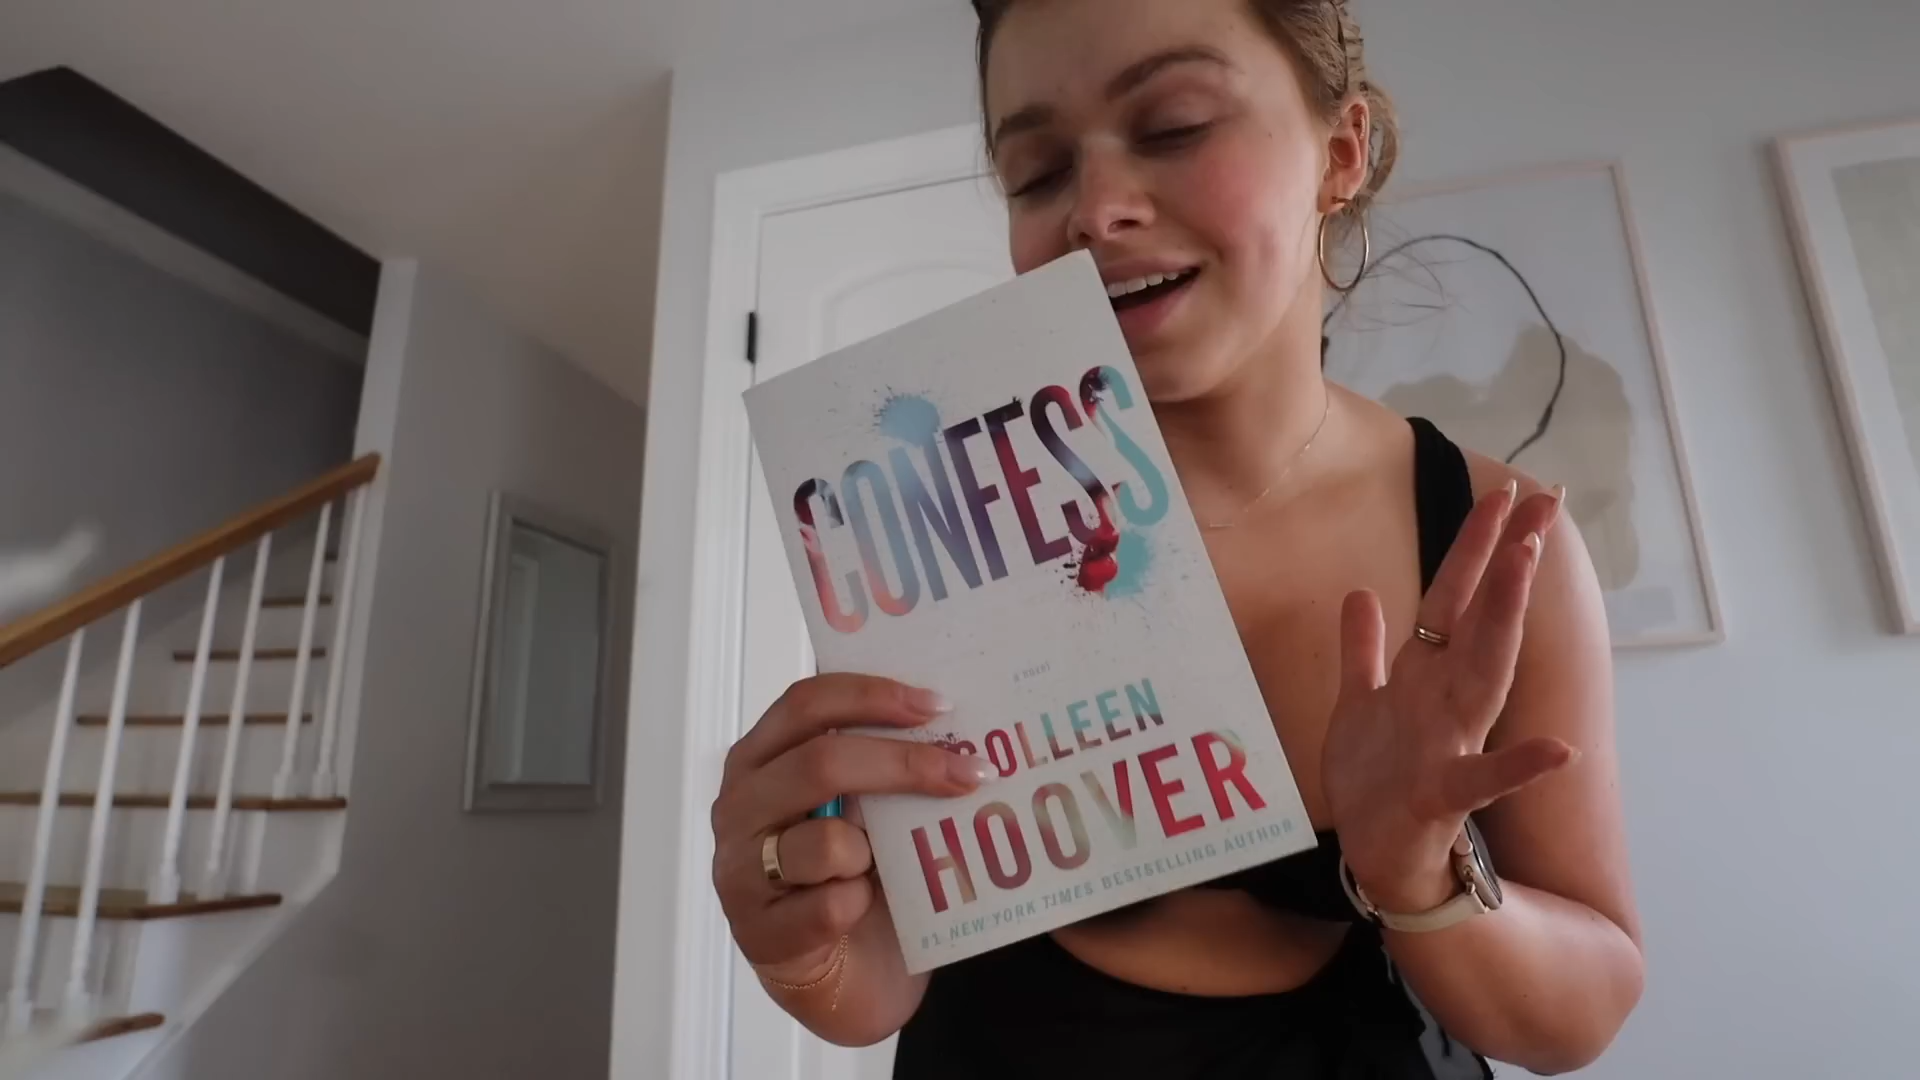 CONFESS
a novel
COLLEEN
HOOVER
#1 NEW YORK TIMES BESTSELLING AUTHOR